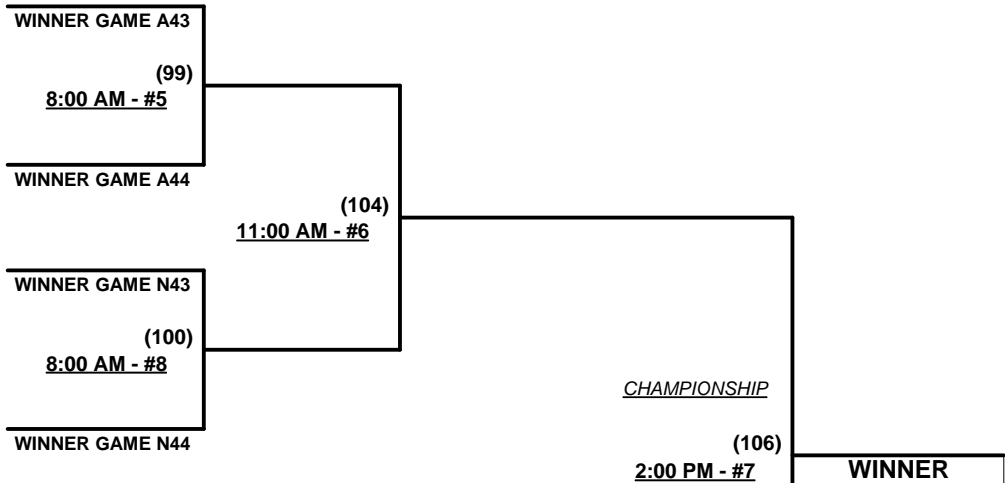 WINNER GAME A43
(99)
8:00 AM - #5
WINNER GAME A44
(104)
11:00 AM - #6
WINNER GAME N43
(100)
8:00 AM - #8
WINNER GAME N44
CHAMPIONSHIP
(106)
2:00 PM - #7
WINNER